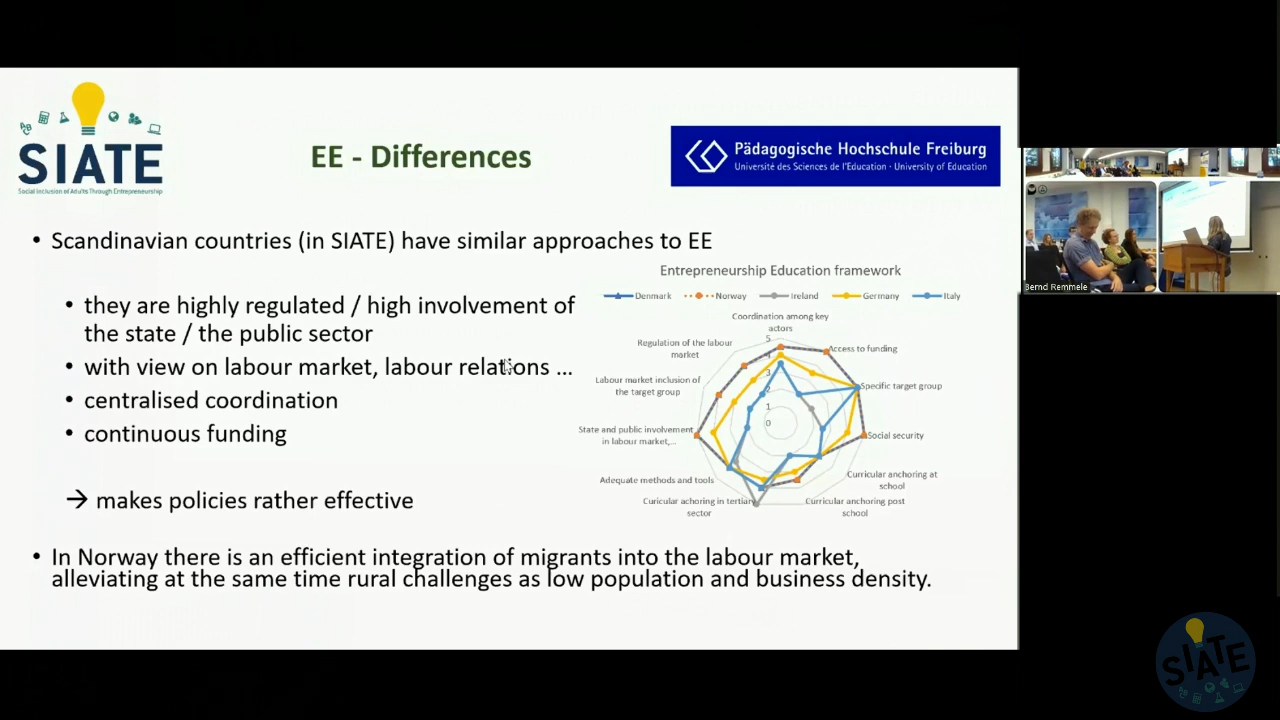 SIATE
Social Inclusion of Adults Through Entrepreneurship
EE - Differences
Pädagogische Hochschule Freiburg
Université des Sciences de l'Education · University of Education
• Scandinavian countries (in SIATE) have similar approaches to EE
• they are highly regulated / high involvement of
the state / the public sector
• with view on labour market, labour relations ...
• centralised coordination
• continuous funding
→ makes policies rather effective
• In Norway there is an efficient integration of migrants into the labour market,
alleviating at the same time rural challenges as low population and business density.
Entrepreneurship Education framework
Denmark Norway Ireland Germany Italy
Coordination among key
actors
Access to funding
Specific target group
Social security
Curricular anchoring at
school
Curricular anchoring post
school
Curicular achoring in tertiary
sector
Adequate methods and tools
State and public involvement
in labour market,...
Labour market inclusion of
the target group
Regulation of the labour
market
5
4
3
2
1
0
Bernd Remmele
SIATE